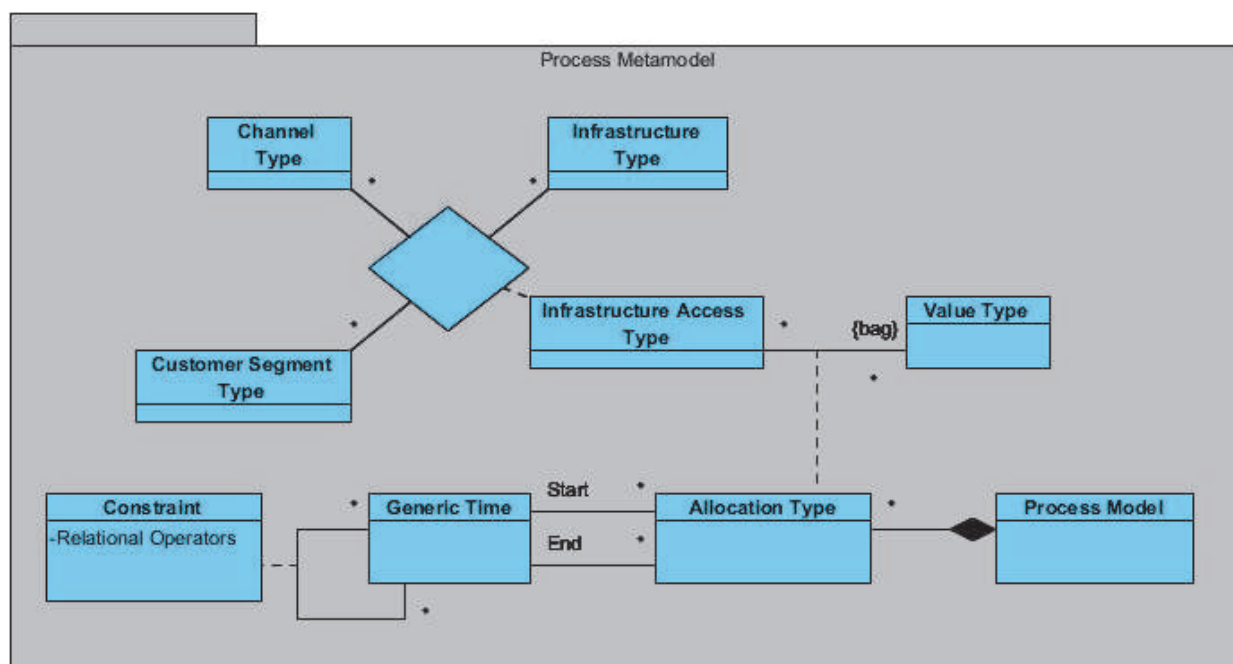 Process Metamodel
Channel
Type
Infrastructure
Type
*
*
*
Customer Segment
Type
Infrastructure Access
Type
*
{bag}
*
Value Type
Constraint
-Relational Operators
*
*
Generic Time
Start
*
End
*
Allocation Type
*
Process Model